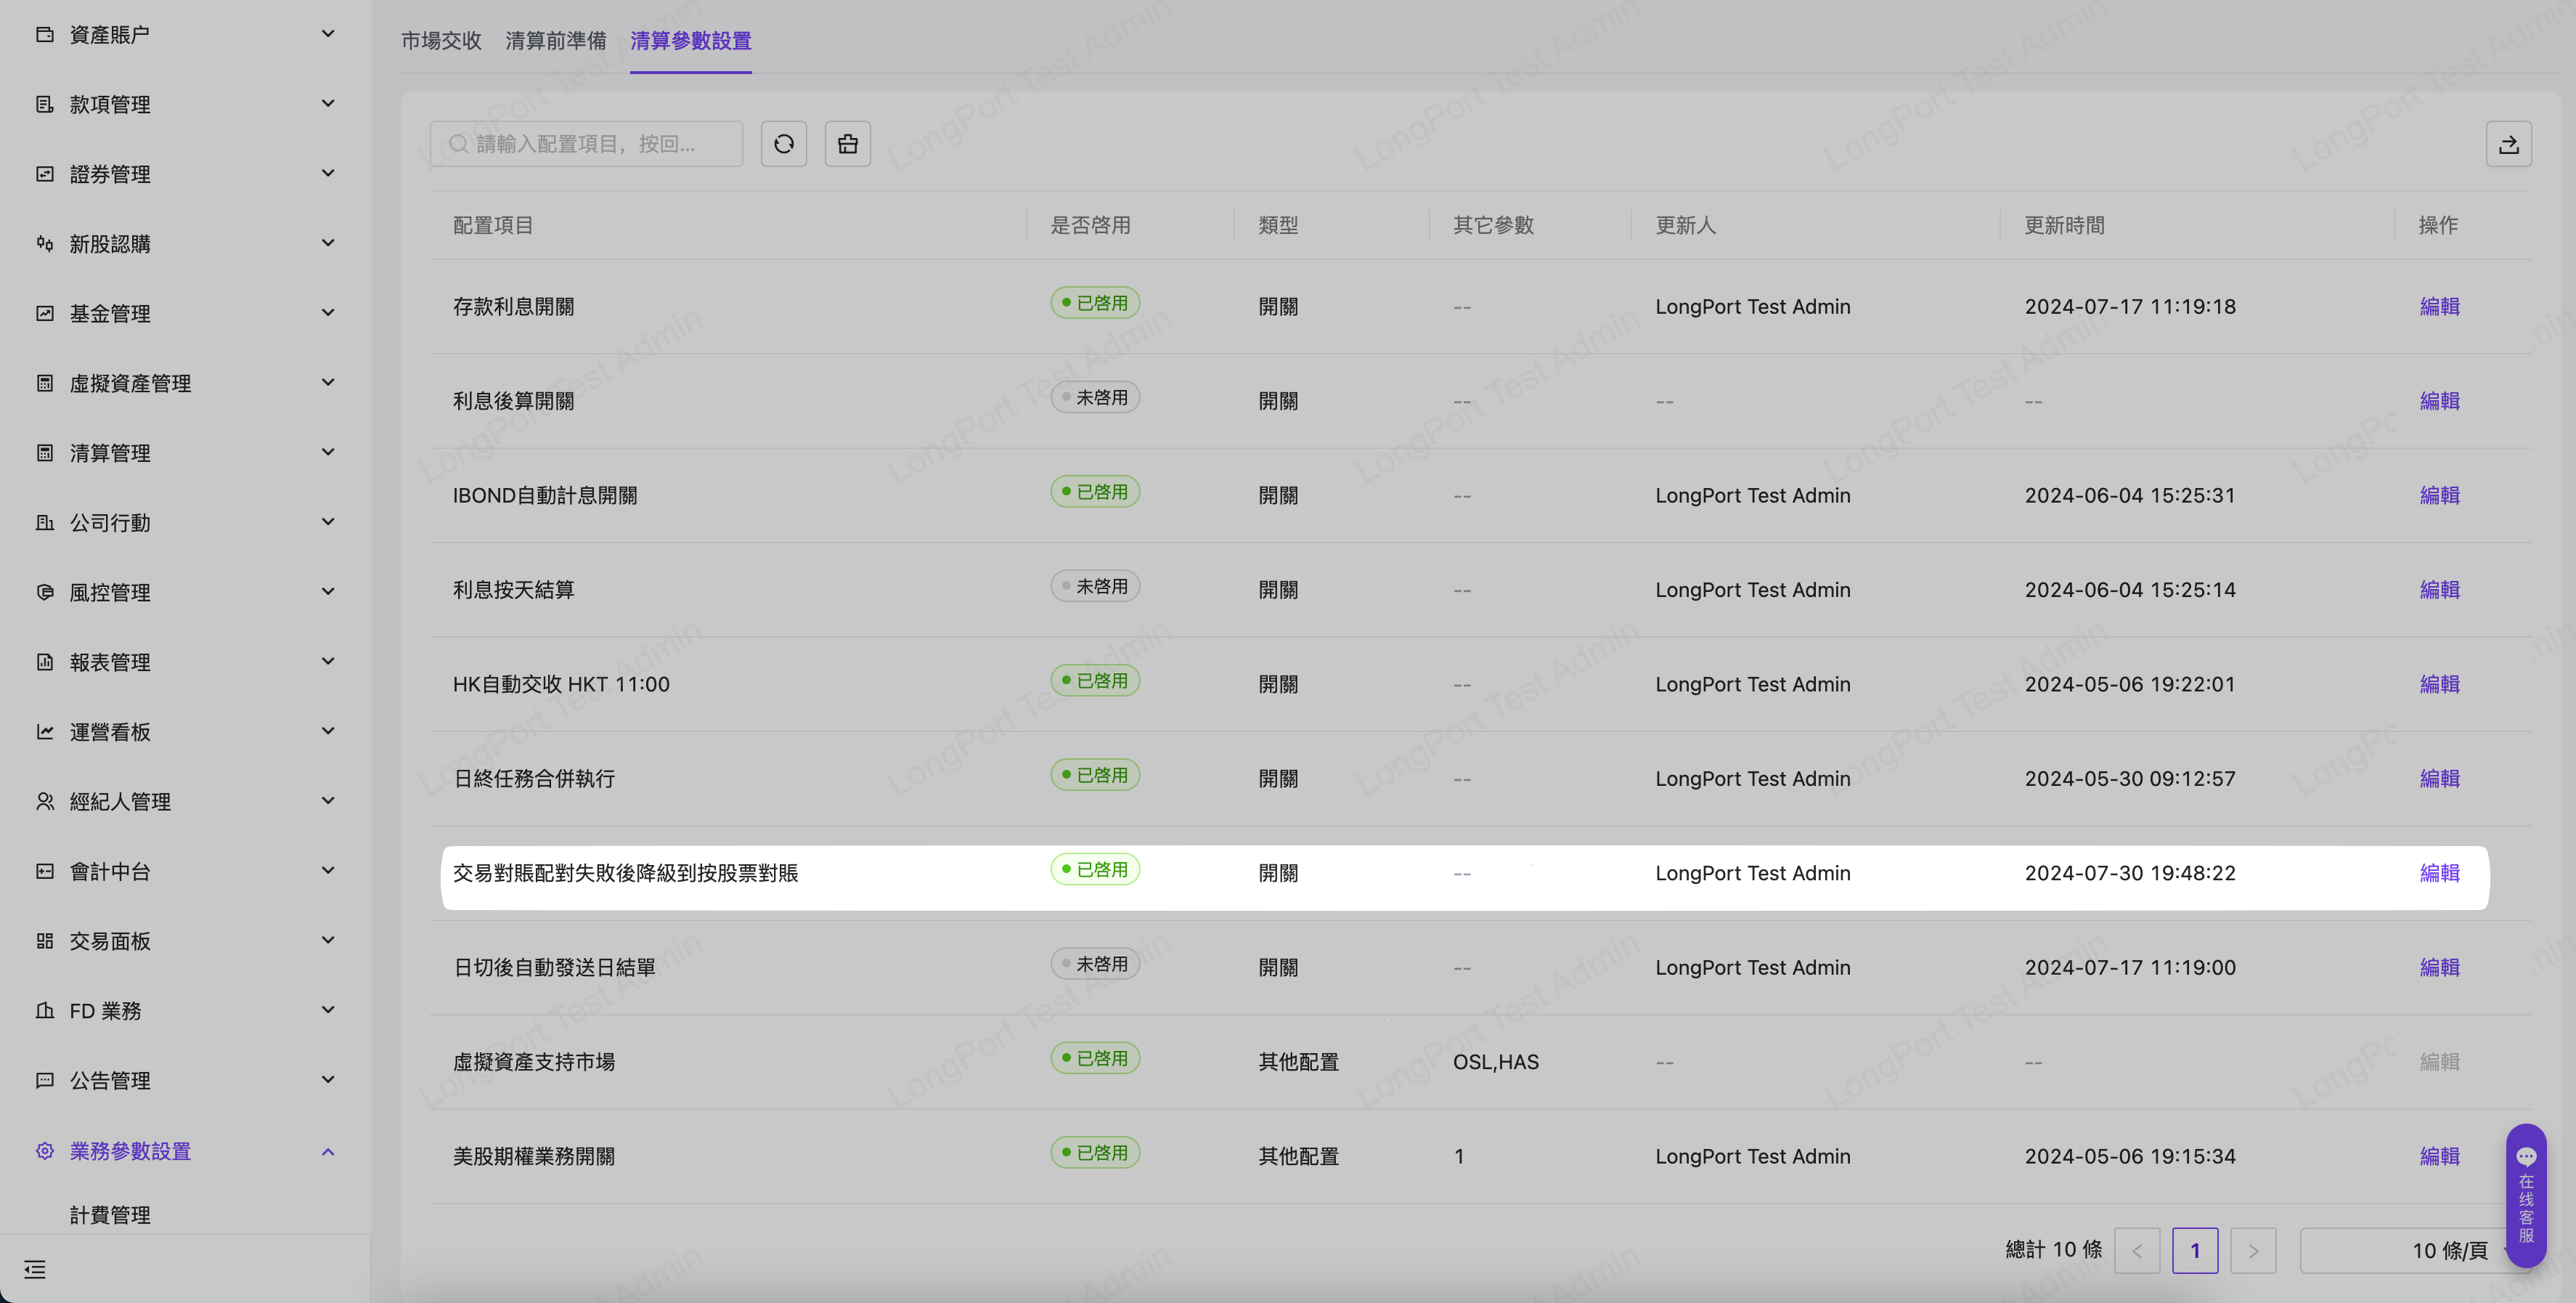 資產賬戶
款項管理
證券管理
新股認購
基金管理
虛擬資產管理
清算管理
公司行動
風控管理
報表管理
運營看板
經紀人管理
會計中台
交易面板
FD 業務
公告管理
業務參數設置
計費管理
市場交收 清算前準備 清算參數設置
請輸入配置項目，按回...
配置項目 是否啓用 類型 其它參數 更新人 更新時間 操作
存款利息開關 已啓用 開關 -- LongPort Test Admin 2024-07-17 11:19:18 編輯
利息後算開關 未啓用 開關 -- -- -- 編輯
IBOND自動計息開關 已啓用 開關 -- LongPort Test Admin 2024-06-04 15:25:31 編輯
利息按天結算 未啓用 開關 -- LongPort Test Admin 2024-06-04 15:25:14 編輯
HK自動交收 HKT 11:00 已啓用 開關 -- LongPort Test Admin 2024-05-06 19:22:01 編輯
日終任務合併執行 已啓用 開關 -- LongPort Test Admin 2024-05-30 09:12:57 編輯
交易對賬配對失敗後降級到按股票對賬 已啓用 開關 -- LongPort Test Admin 2024-07-30 19:48:22 編輯
日切後自動發送日結單 未啓用 開關 -- LongPort Test Admin 2024-07-17 11:19:00 編輯
虛擬資產支持市場 已啓用 其他配置 OSL,HAS -- -- 編輯
美股期權業務開關 已啓用 其他配置 1 LongPort Test Admin 2024-05-06 19:15:34 編輯
總計 10 條 < 1 > 10 條/頁
在线客服
LongPort Test Admin